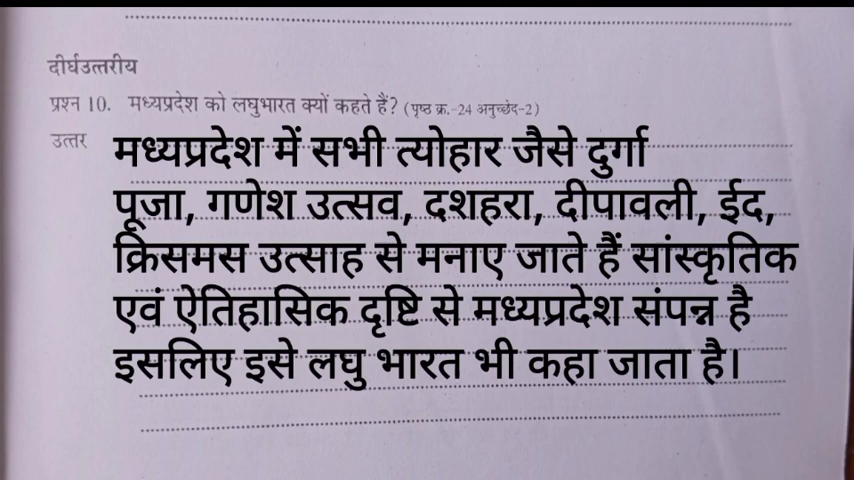 दीर्घउत्तरीय
प्रश्न 10. मध्यप्रदेश को लघुभारत क्यों कहते हैं? (पृष्ठ क्र.-24 अनुच्छेद-2)
उत्तर मध्यप्रदेश में सभी त्योहार जैसे दुर्गा
पूजा, गणेश उत्सव, दशहरा, दीपावली, ईद,
क्रिसमस उत्साह से मनाए जाते हैं सांस्कृतिक
एवं ऐतिहासिक दृष्टि से मध्यप्रदेश संपन्न है
इसलिए इसे लघु भारत भी कहा जाता है।